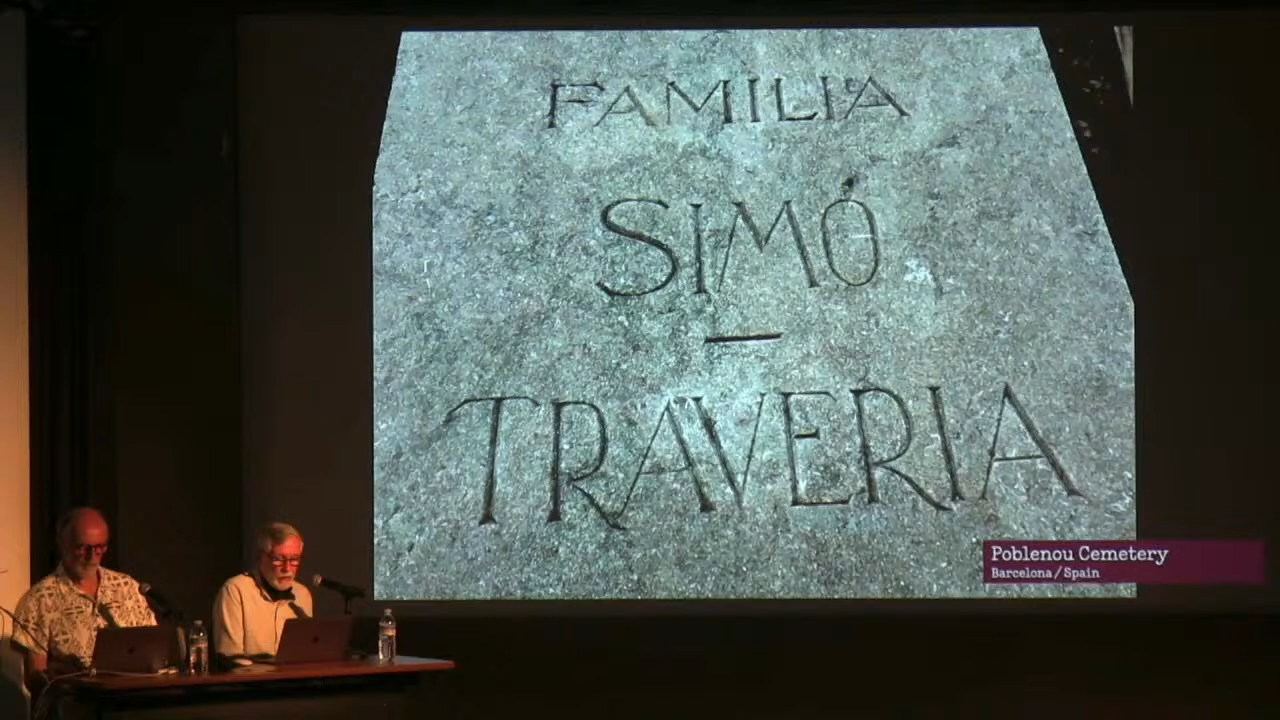 FAMILIA
SIMÓ
—
TRAVERIA
Poblenou Cemetery
Barcelona / Spain